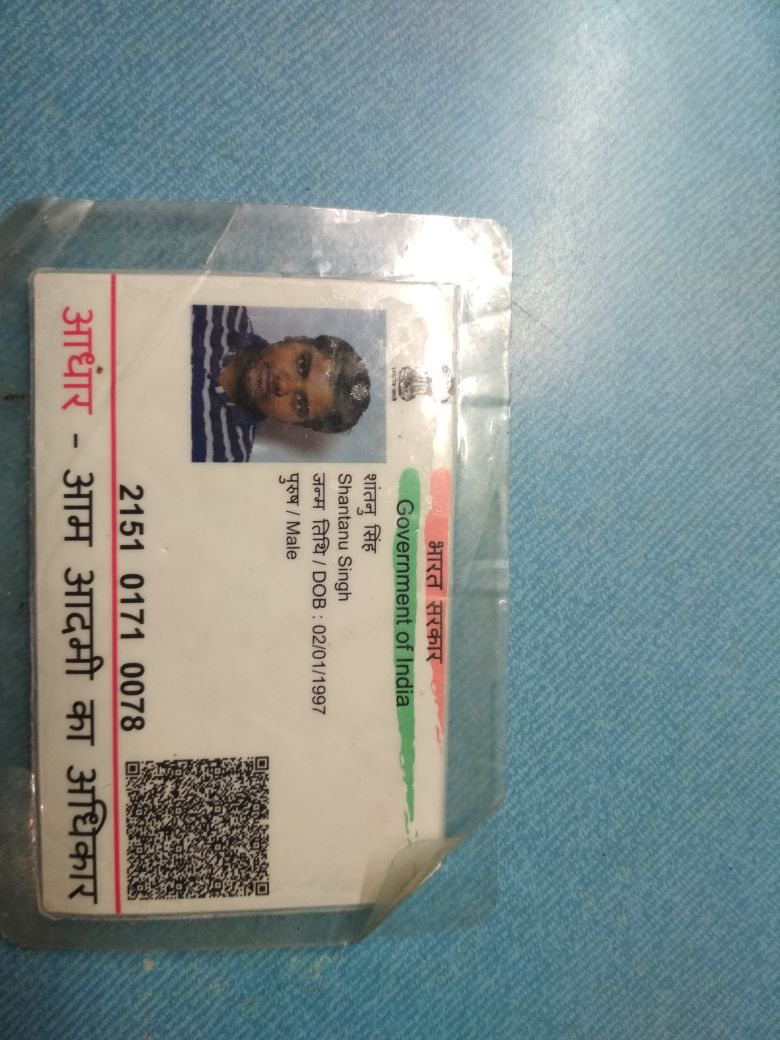 भारत सरकार
Government of India
शांतनु सिंह
Shantanu Singh
जन्म तिथि / DOB : 02/01/1997
पुरुष / Male
2151 0171 0078
आधार - आम आदमी का अधिकार